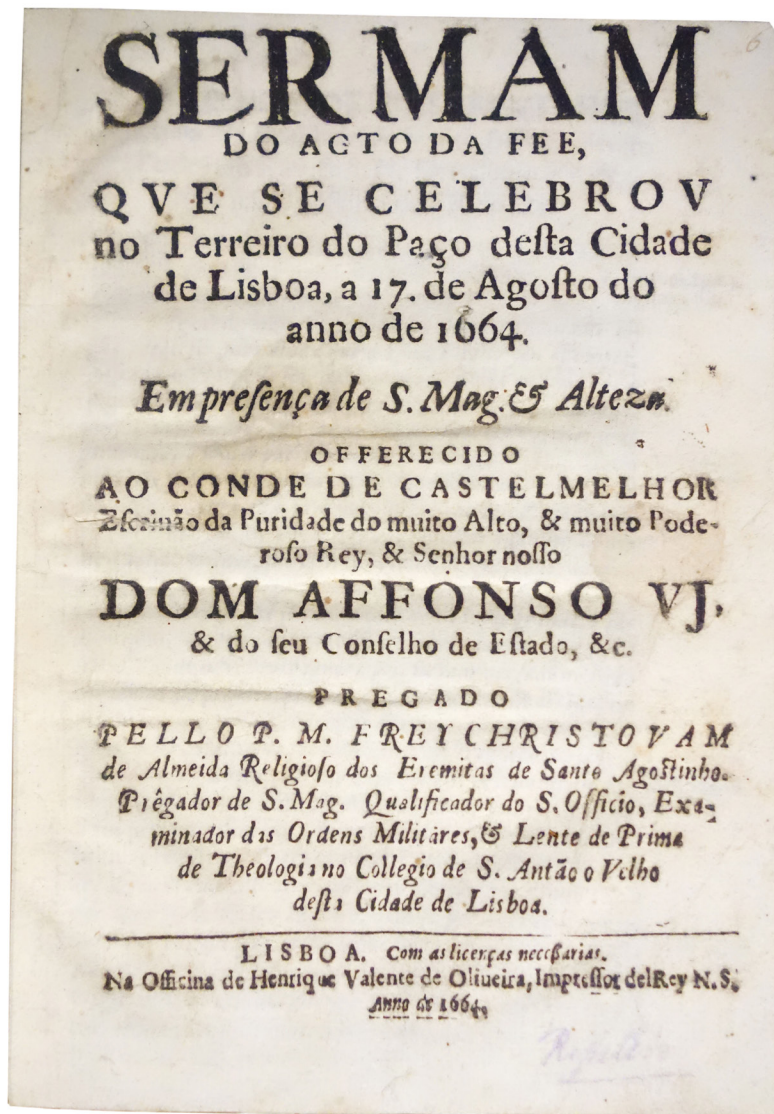 6
SERMAM
DO ACTO DA FEE,
QVE SE CELEBROV
no Terreiro do Paço deſta Cidade
de Lisboa, a 17. de Agoſto do
anno de 1664.
Em preſença de S. Mag. & Alteza.
OFFERECIDO
AO CONDE DE CASTELMELHOR
Eſcriuão da Puridade do muito Alto, & muito Pode-
roſo Rey, & Senhor noſſo
DOM AFFONSO VJ.
& do ſeu Conſelho de Eſtado, &c.
PREGADO
PELLO P. M. FREY CHRISTOVAM
de Almeida Religioſo dos Eremitas de Santo Agoſtinho.
Prêgador de S. Mag. Qualificador do S. Officio, Exa-
minador das Ordens Militares, & Lente de Prima
de Theologia no Collegio de S. Antão o Velho
deſta Cidade de Lisboa.
LISBOA. Com as licenças neceſſarias.
Na Officina de Henrique Valente de Oliueira, Impreſſor delRey N. S.
Anno de 1664.